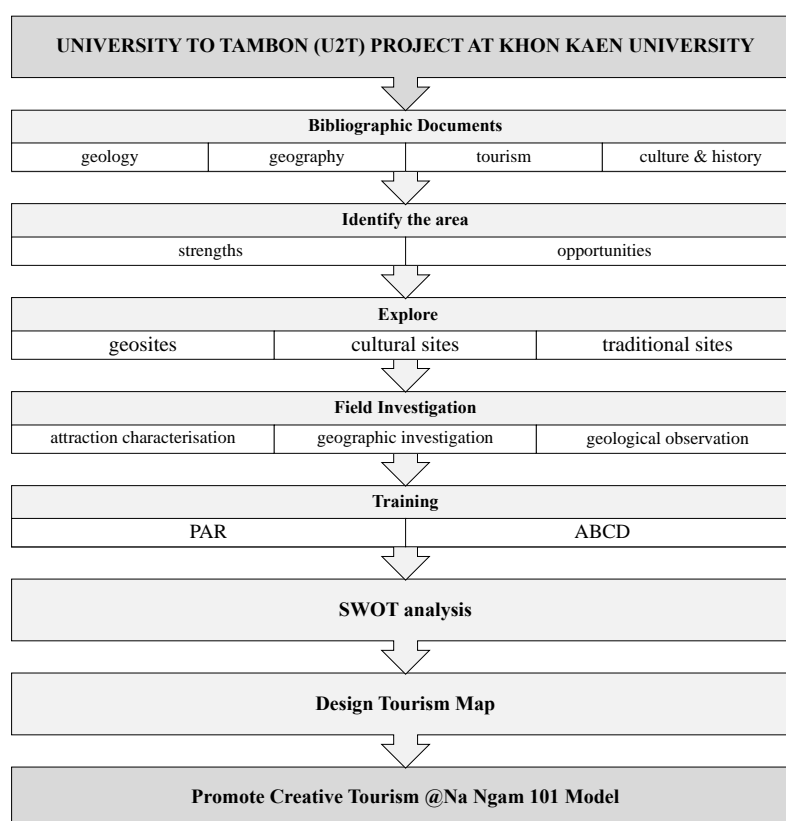 UNIVERSITY TO TAMBON (U2T) PROJECT AT KHON KAEN UNIVERSITY
Bibliographic Documents
geology geography tourism culture & history
Identify the area
strengths opportunities
Explore
geosites cultural sites traditional sites
Field Investigation
attraction characterisation geographic investigation geological observation
Training
PAR ABCD
SWOT analysis
Design Tourism Map
Promote Creative Tourism @Na Ngam 101 Model